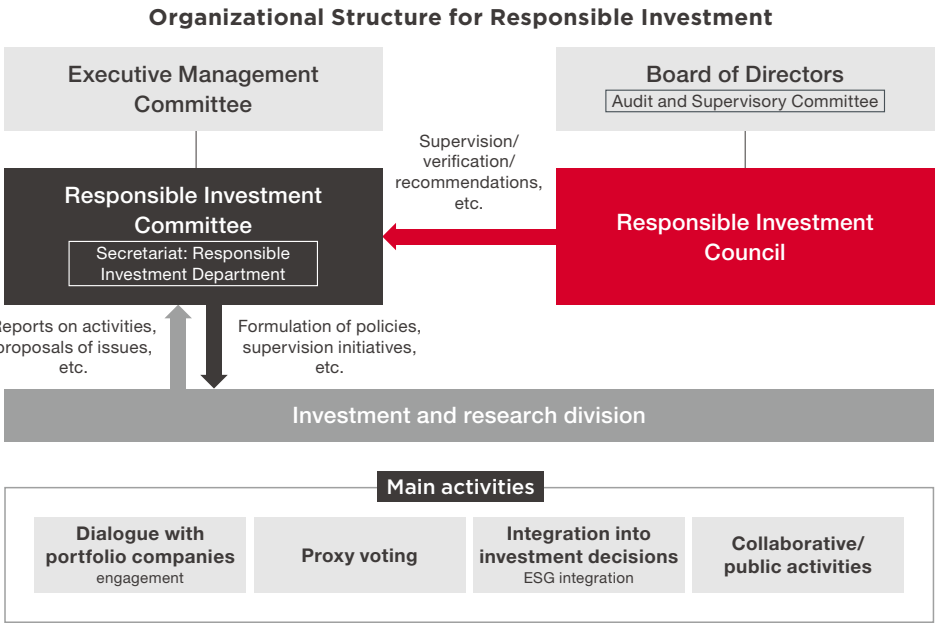 Organizational Structure for Responsible Investment
Executive Management
Committee
Board of Directors
Audit and Supervisory Committee
Supervision/
verification/
recommendations,
etc.
Responsible Investment
Committee
Secretariat: Responsible
Investment Department
Responsible Investment
Council
eports on activities,
proposals of issues,
etc.
Formulation of policies,
supervision initiatives,
etc.
Investment and research division
Main activities
Dialogue with
portfolio companies
engagement
Proxy voting
Integration into
investment decisions
ESG integration
Collaborative/
public activities